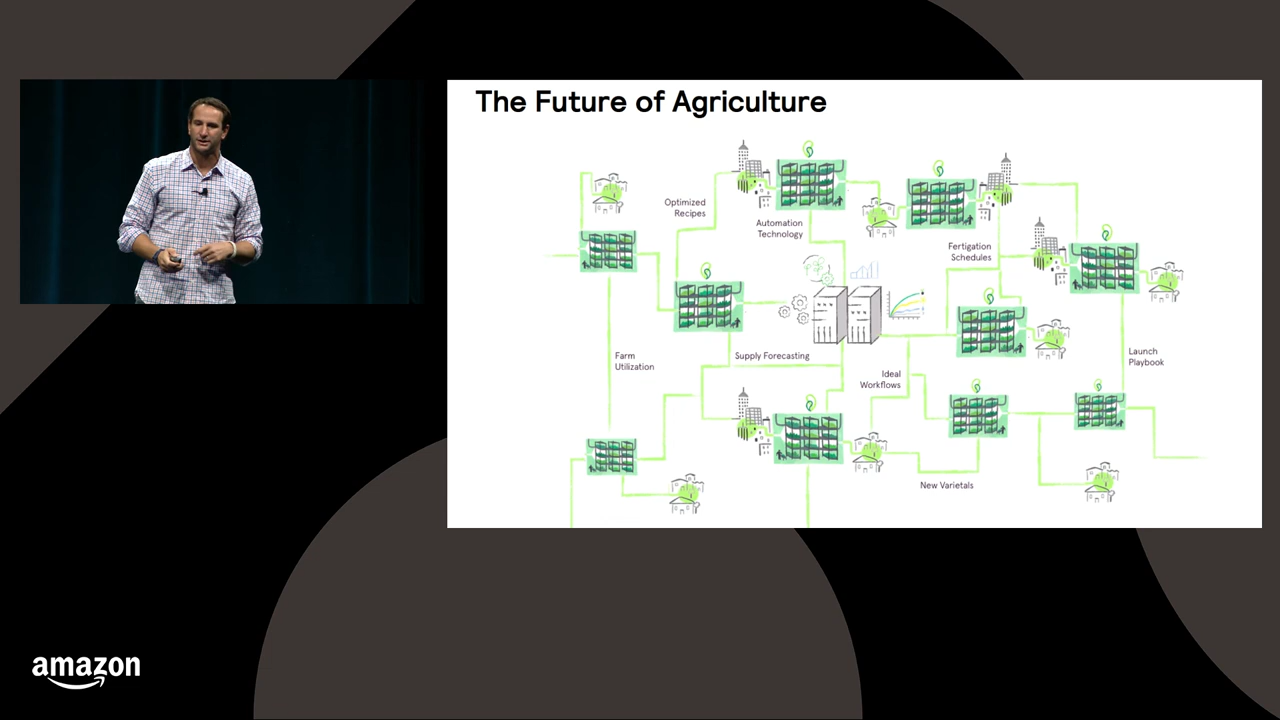 The Future of Agriculture
Optimized
Recipes
Automation
Technology
Fertigation
Schedules
Farm
Utilization
Supply Forecasting
Ideal
Workflows
Launch
Playbook
New Varietals
amazon